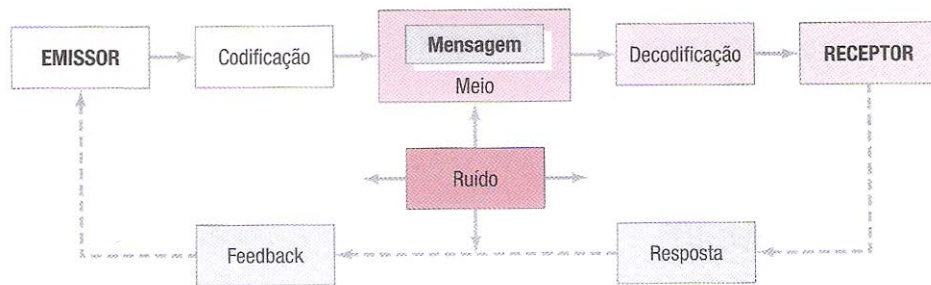 EMISSOR
Codificação
Mensagem
Meio
Decodificação
RECEPTOR
Ruído
Feedback
Resposta